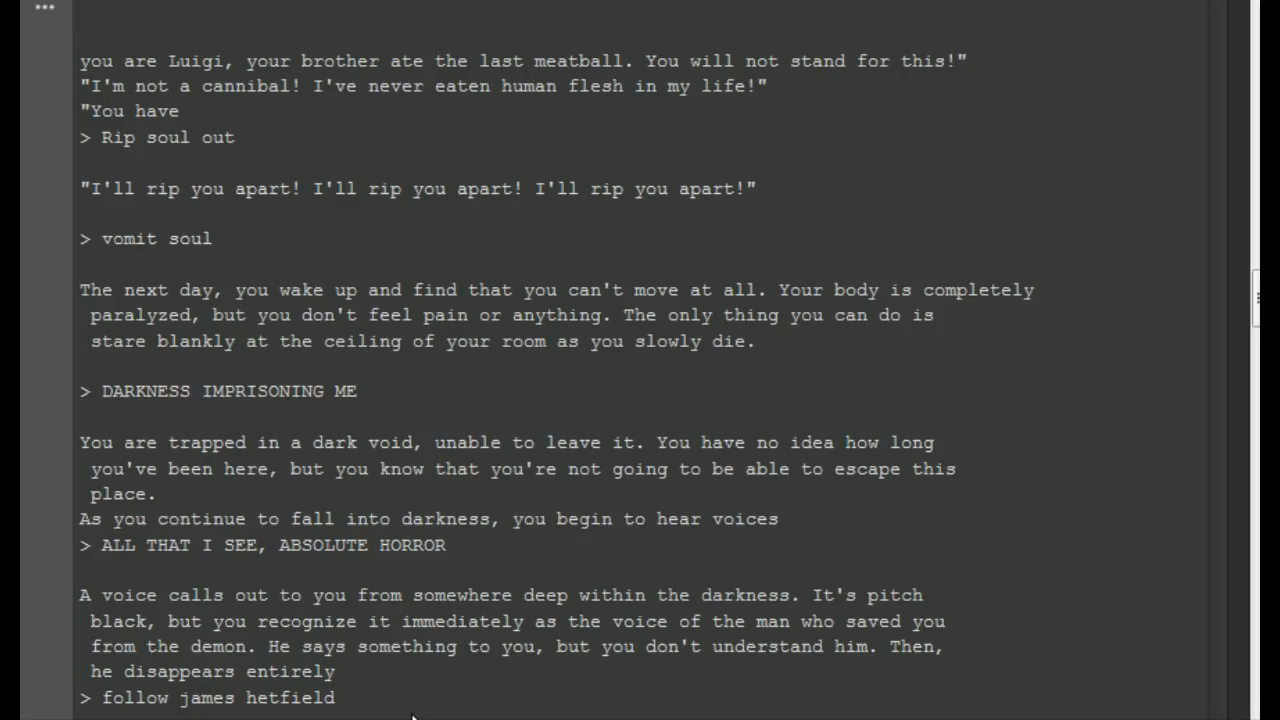 you are Luigi, your brother ate the last meatball. You will not stand for this!"
"I'm not a cannibal! I've never eaten human flesh in my life!"
"You have
> Rip soul out
"I'll rip you apart! I'll rip you apart! I'll rip you apart!"
> vomit soul
The next day, you wake up and find that you can't move at all. Your body is completely
paralyzed, but you don't feel pain or anything. The only thing you can do is
stare blankly at the ceiling of your room as you slowly die.
> DARKNESS IMPRISONING ME
You are trapped in a dark void, unable to leave it. You have no idea how long
you've been here, but you know that you're not going to be able to escape this
place.
As you continue to fall into darkness, you begin to hear voices
> ALL THAT I SEE, ABSOLUTE HORROR
A voice calls out to you from somewhere deep within the darkness. It's pitch
black, but you recognize it immediately as the voice of the man who saved you
from the demon. He says something to you, but you don't understand him. Then,
he disappears entirely
> follow james hetfield